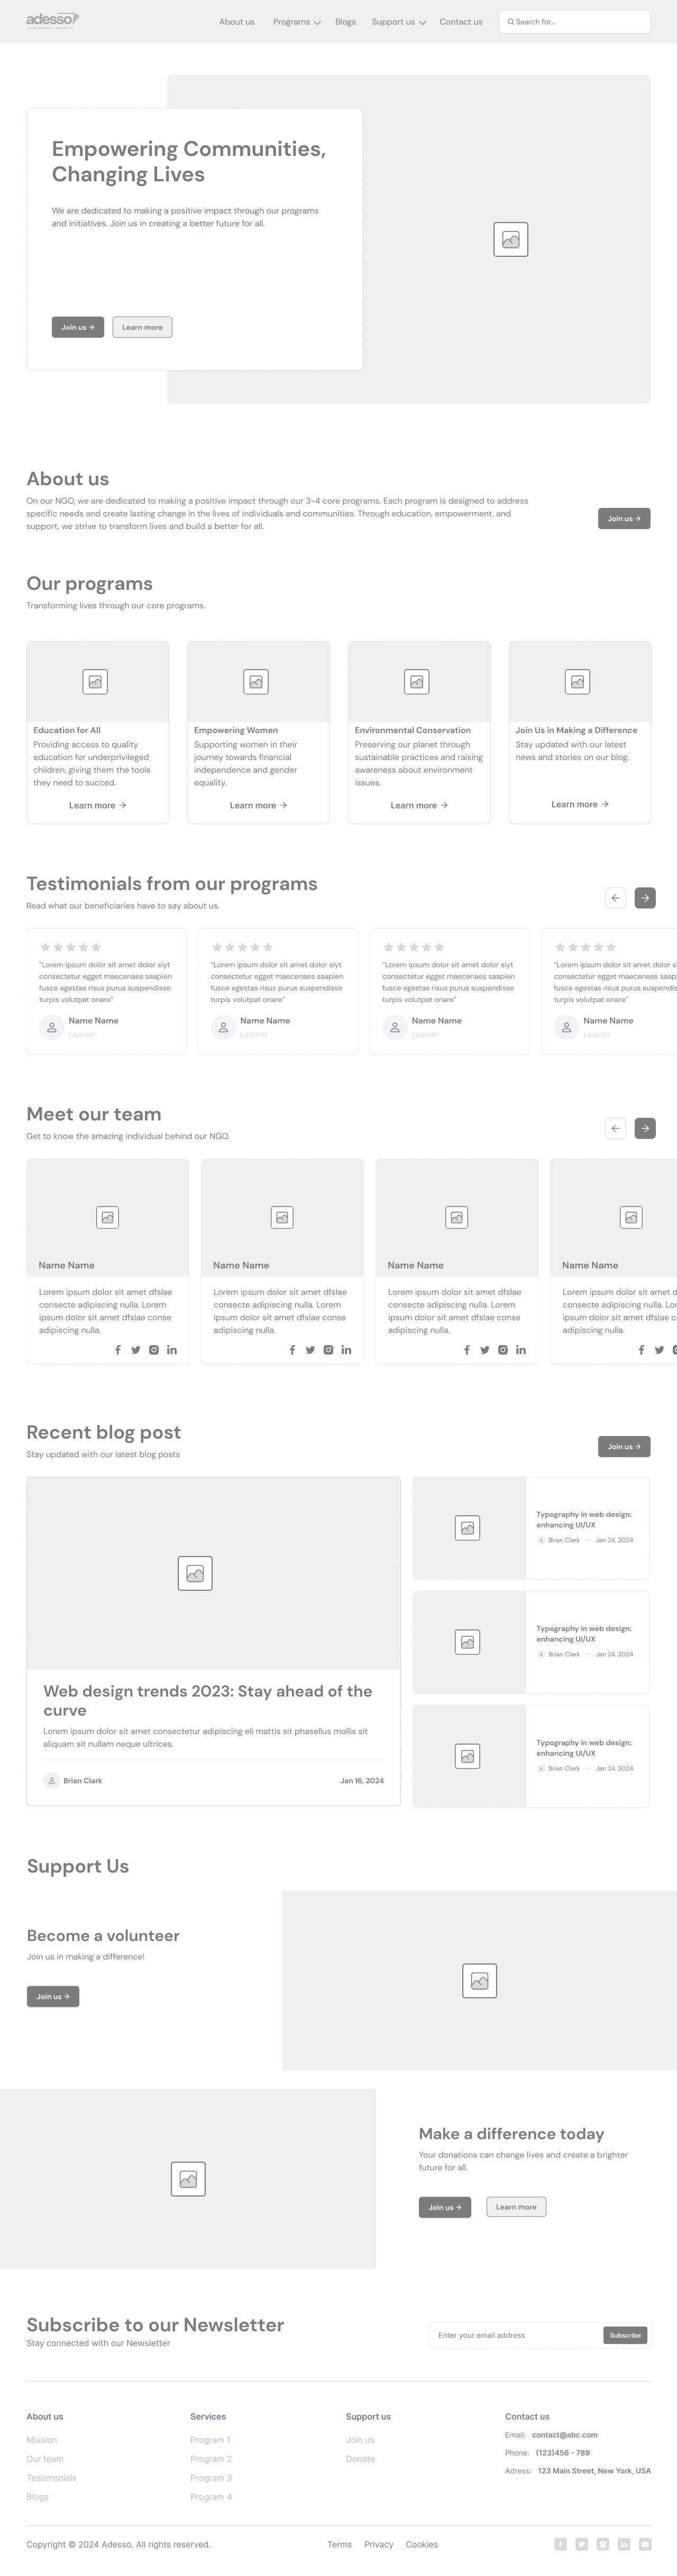 adesso
About us
Programs
Blogs
Support us
Contact us
Search for...
Empowering Communities,
Changing Lives
We are dedicated to making a positive impact through our programs
and initiatives. Join us in creating a better future for all.
Join us →
Learn more
About us
On our NGO, we are dedicated to making a positive impact through our 3-4 core programs. Each program is designed to address
specific needs and create lasting change in the lives of individuals and communities. Through education, empowerment, and
support, we strive to transform lives and build a better for all.
Join us →
Our programs
Transforming lives through our core programs.
Education for All
Providing access to quality
education for underprivileged
children, giving them the tools
they need to succed.
Learn more →
Empowering Women
Supporting women in their
journey towards financial
independence and gender
equality.
Learn more →
Environmental Conservation
Preserving our planet through
sustainable practices and raising
awareness about environment
issues.
Learn more →
Join Us in Making a Difference
Stay updated with our latest
news and stories on our blog.
Learn more →
Testimonials from our programs
Read what our beneficiaries have to say about us.
"Lorem ipsum dolor sit amet dolor siyt
consectetur egget maecenaes saapien
fusce egestas risus purus suspendisse
turpis volutpat onare"
Name Name
Learner
"Lorem ipsum dolor sit amet dolor siyt
consectetur egget maecenaes saapien
fusce egestas risus purus suspendisse
turpis volutpat onare"
Name Name
Learner
"Lorem ipsum dolor sit amet dolor siyt
consectetur egget maecenaes saapien
fusce egestas risus purus suspendisse
turpis volutpat onare"
Name Name
Learner
"Lorem ipsum dolor sit amet dolor si
consectetur egget maecenaes saap
fusce egestas risus purus suspendis
turpis volutpat onare"
Name Name
Learner
Meet our team
Get to know the amazing individual behind our NGO.
Name Name
Lorem ipsum dolor sit amet dfslae
consecte adipiscing nulla. Lorem
ipsum dolor sit amet dfslae conse
adipiscing nulla.
Name Name
Lorem ipsum dolor sit amet dfslae
consecte adipiscing nulla. Lorem
ipsum dolor sit amet dfslae conse
adipiscing nulla.
Name Name
Lorem ipsum dolor sit amet dfslae
consecte adipiscing nulla. Lorem
ipsum dolor sit amet dfslae conse
adipiscing nulla.
Name Name
Lorem ipsum dolor sit amet d
consecte adipiscing nulla. Lor
ipsum dolor sit amet dfslae c
adipiscing nulla.
Recent blog post
Stay updated with our latest blog post
Join us →
Web design trends 2023: Stay ahead of the
curve
Lorem ipsum dolor sit amet consectetur adipiscing eli mattis sit phasellus mollis sit
aliquam sit nullam neque ultrices.
Brian Clark
Jan 16, 2024
Typography in web design:
enhancing UI/UX
Brian Clark — Jan 24, 2024
Typography in web design:
enhancing UI/UX
Brian Clark — Jan 24, 2024
Typography in web design:
enhancing UI/UX
Brian Clark — Jan 24, 2024
Support Us
Become a volunteer
Join us in making a difference!
Join us →
Make a difference today
Your donations can change lives and create a brighter
future for all.
Join us →
Learn more
Subscribe to our Newsletter
Stay connected with our Newsletter
Enter your email address
Subscribe
About us
Mission
Our team
Testimonials
Blogs
Services
Program 1
Program 2
Program 3
Program 4
Support us
Join us
Donate
Contact us
Email: contact@abc.com
Phone: (123)456 - 789
Adress: 123 Main Street, New York, USA
Copyright © 2024 Adesso. All rights reserved.
Terms
Privacy
Cookies